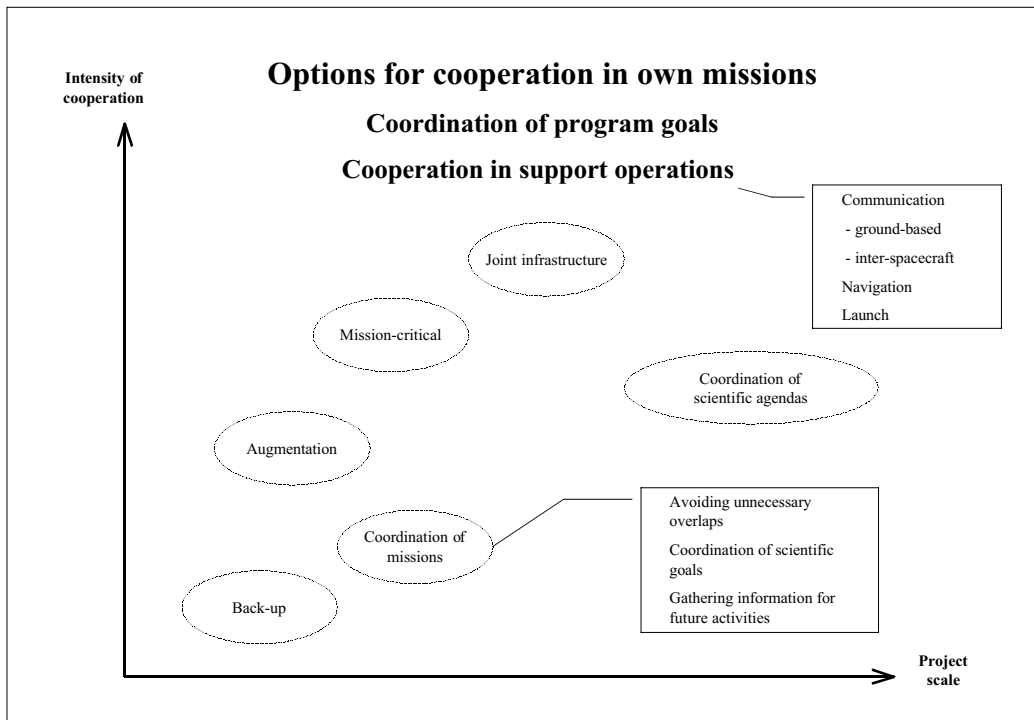 Options for cooperation in own missions
Intensity of
cooperation
Coordination of program goals
Cooperation in support operations
Communication
- ground-based
- inter-spacecraft
Navigation
Launch
Joint infrastructure
Mission-critical
Coordination of
scientific agendas
Augmentation
Avoiding unnecessary
overlaps
Coordination of scientific
goals
Gathering information for
future activities
Coordination of
missions
Back-up
Project
scale